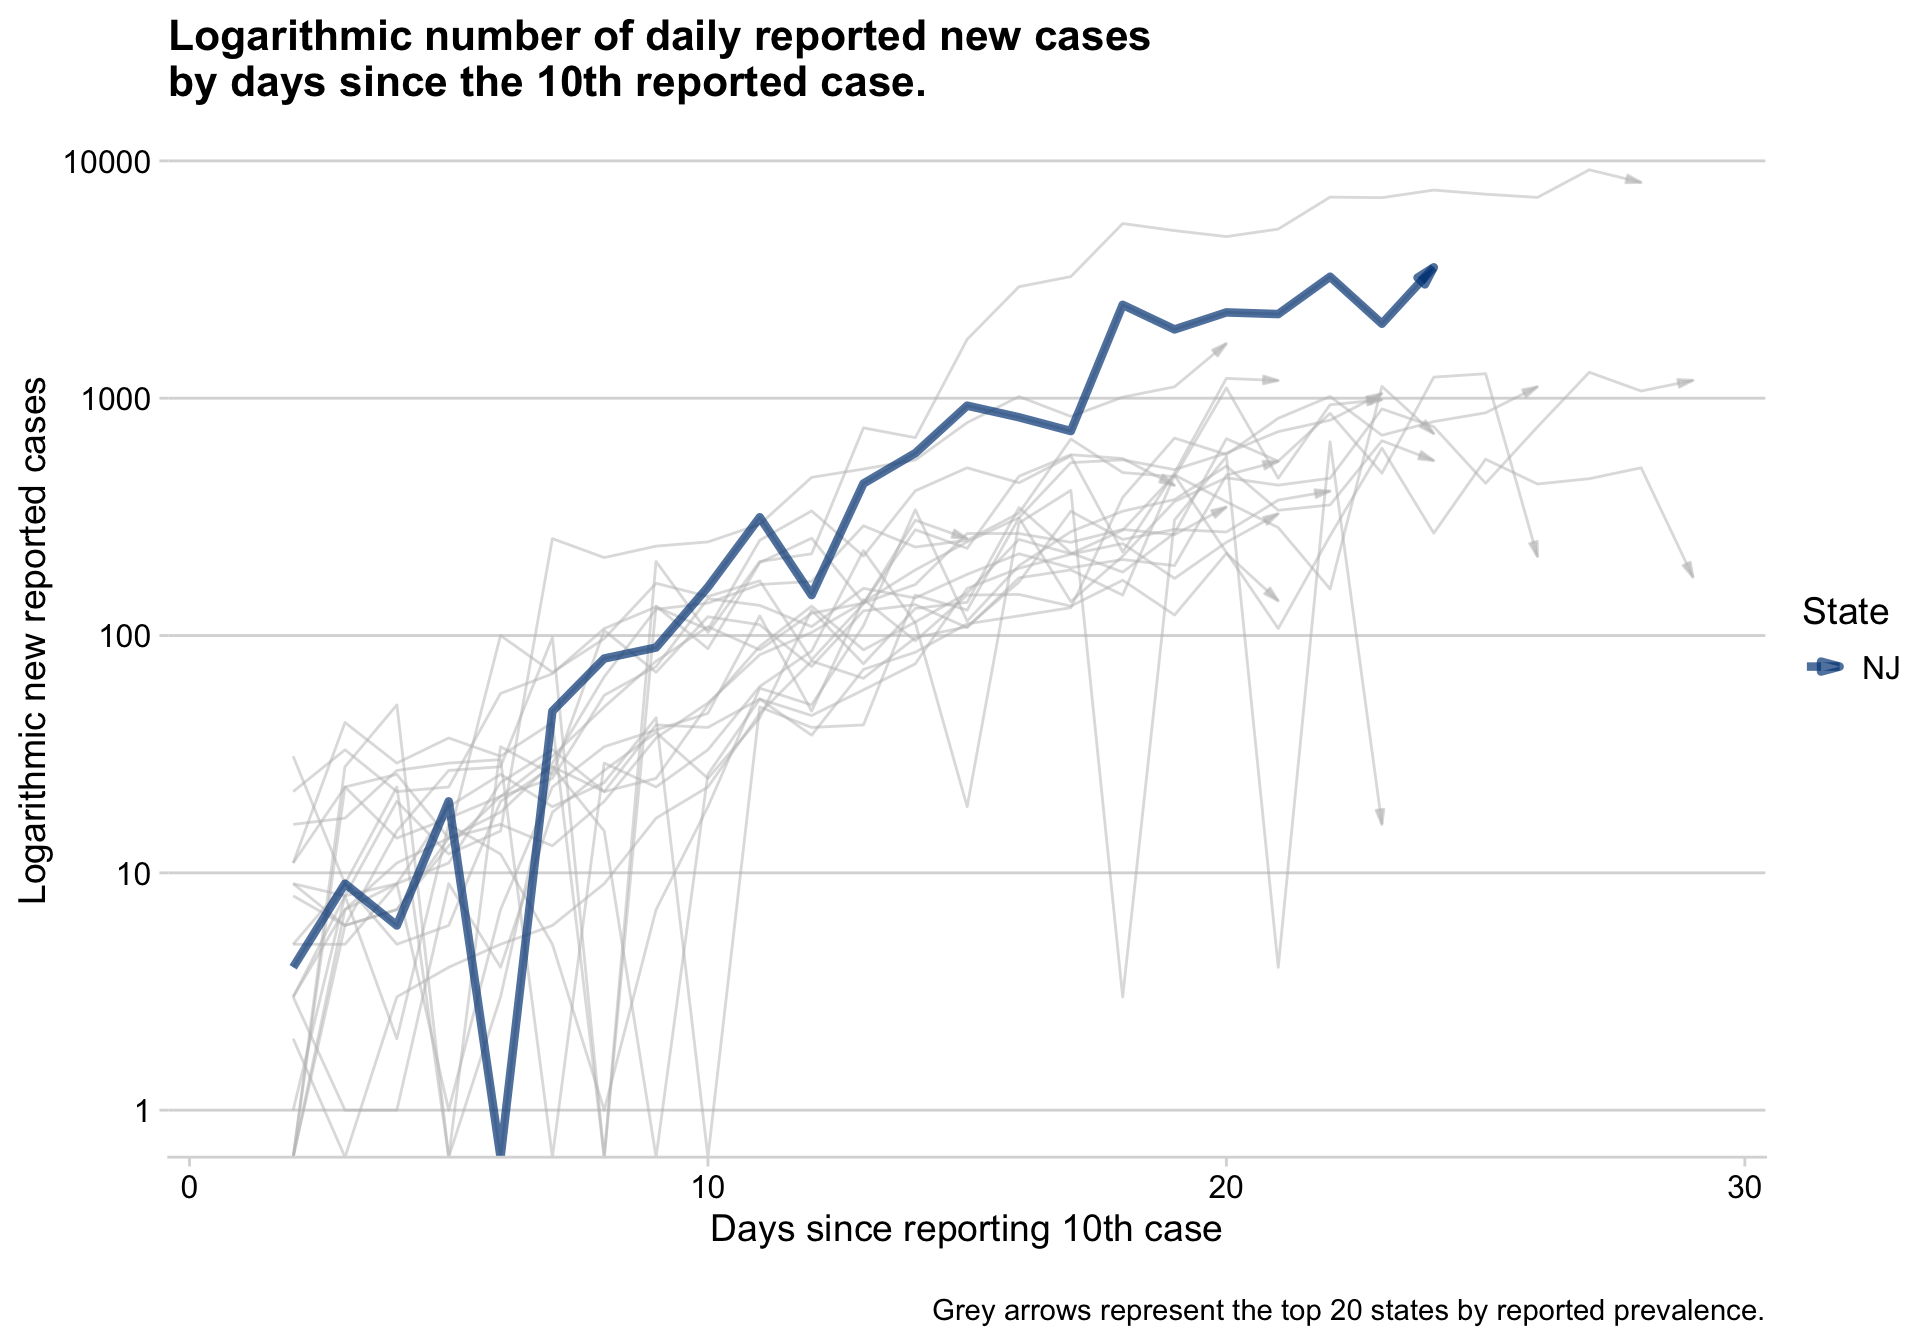 Logarithmic number of daily reported new cases
by days since the 10th reported case.
10000
1000
100
10
1
Logarithmic new reported cases
0 10 20 30
Days since reporting 10th case
State
NJ
Grey arrows represent the top 20 states by reported prevalence.